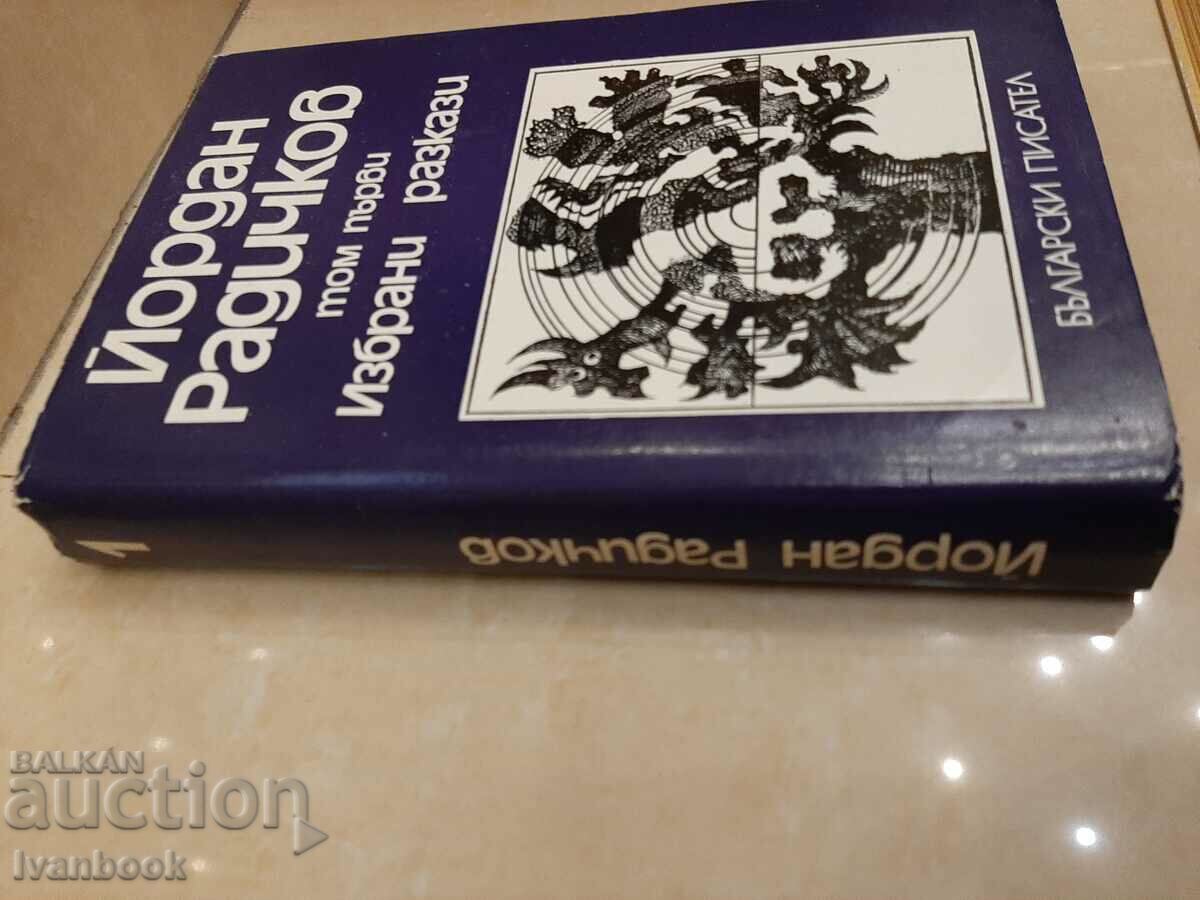 Йордан
Радичков
том първи
Избрани разкази
БЪЛГАРСКИ ПИСАТЕЛ
1
Йордан Радичков
BALKAN
auction
Ivanbook